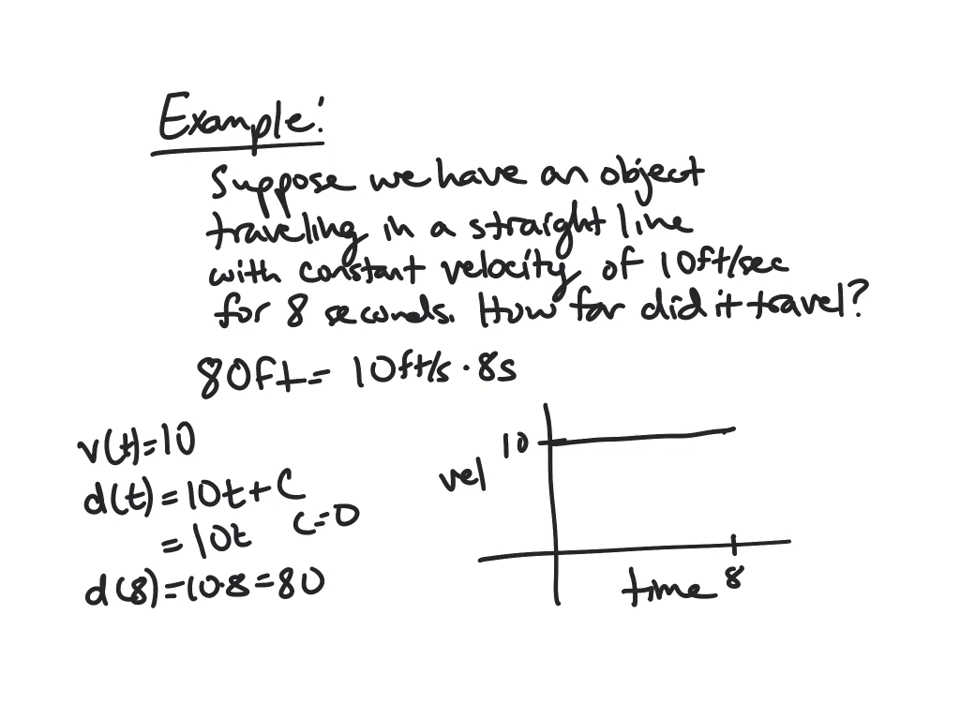 Example:
Suppose we have an object
traveling in a straight line
with constant velocity of 10ft/sec
for 8 seconds. How far did it travel?
80ft = 10ft/s · 8s
v(t)=10
d(t)=10t+C
=10t C=0
d(8)=10·8=80
10
vel
time 8